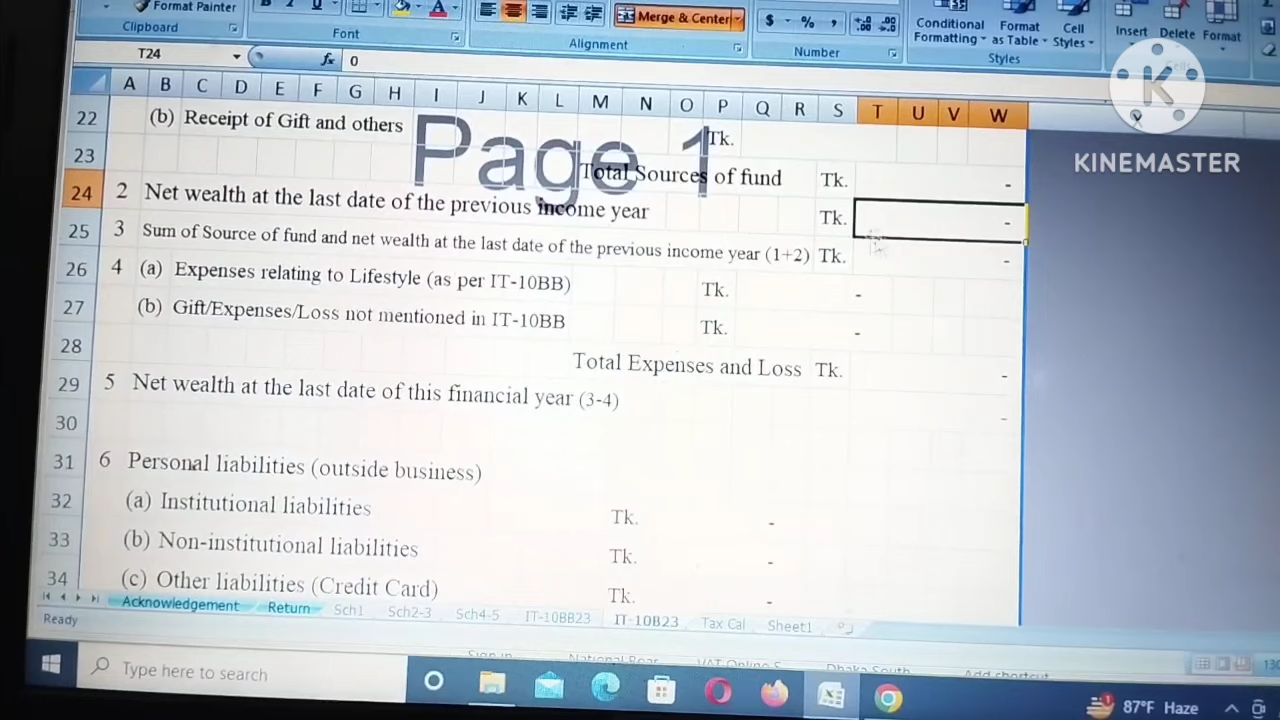 Format Painter
Clipboard Font Alignment Number Styles
Merge & Center
$ % ,
Conditional Formatting Format as Table Cell Styles
Insert Delete Format
T24 fx 0
A B C D E F G H I J K L M N O P Q R S T U V W
K
KINEMASTER
Page 1
22 (b) Receipt of Gift and others Tk.
23 Total Sources of fund Tk. -
24 2 Net wealth at the last date of the previous income year Tk. -
25 3 Sum of Source of fund and net wealth at the last date of the previous income year (1+2) Tk. -
26 4 (a) Expenses relating to Lifestyle (as per IT-10BB) Tk. -
27 (b) Gift/Expenses/Loss not mentioned in IT-10BB Tk. -
28 Total Expenses and Loss Tk. -
29 5 Net wealth at the last date of this financial year (3-4) -
30
31 6 Personal liabilities (outside business)
32 (a) Institutional liabilities Tk. -
33 (b) Non-institutional liabilities Tk. -
34 (c) Other liabilities (Credit Card) Tk. -
Acknowledgement Return Sch1 Sch2-3 Sch4-5 IT-10BB23 IT-10B23 Tax Cal Sheet1
Ready
Type here to search
87°F Haze